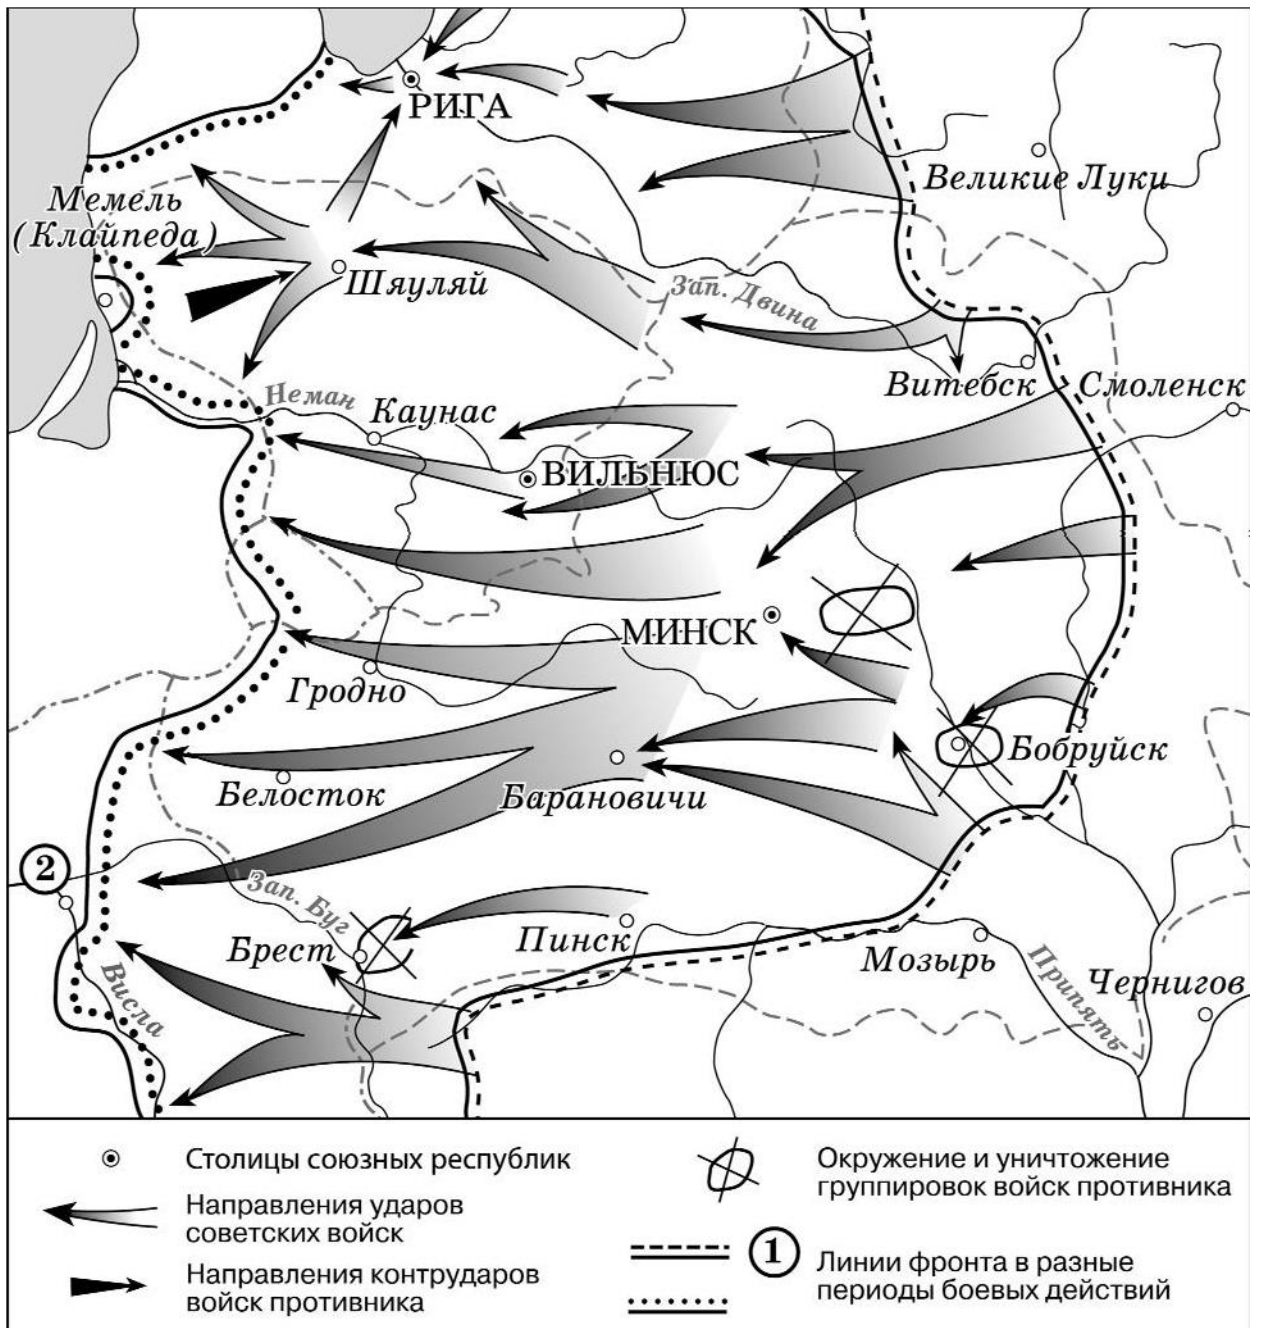 РИГА
Великие Луки
Мемель
(Клайпеда)
Шяуляй
Зап. Двина
Витебск
Смоленск
Неман
Каунас
ВИЛЬНЮС
МИНСК
Гродно
Бобруйск
Белосток
Барановичи
2
Зап. Буг
Брест
Пинск
Мозырь
Висла
Припять
Чернигов
Столицы союзных республик
Направления ударов
советских войск
Направления контрударов
войск противника
Окружение и уничтожение
группировок войск противника
1
Линии фронта в разные
периоды боевых действий